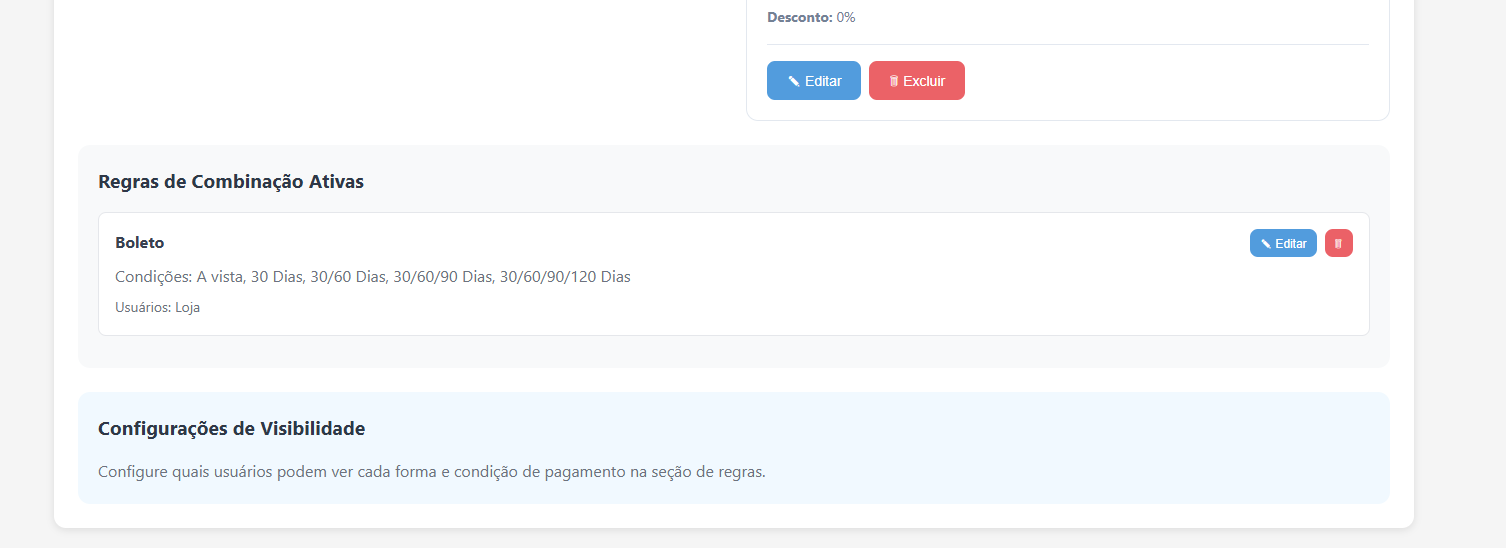 Desconto: 0%
Editar
Excluir
Regras de Combinação Ativas
Boleto
Editar
Condições: A vista, 30 Dias, 30/60 Dias, 30/60/90 Dias, 30/60/90/120 Dias
Usuários: Loja
Configurações de Visibilidade
Configure quais usuários podem ver cada forma e condição de pagamento na seção de regras.